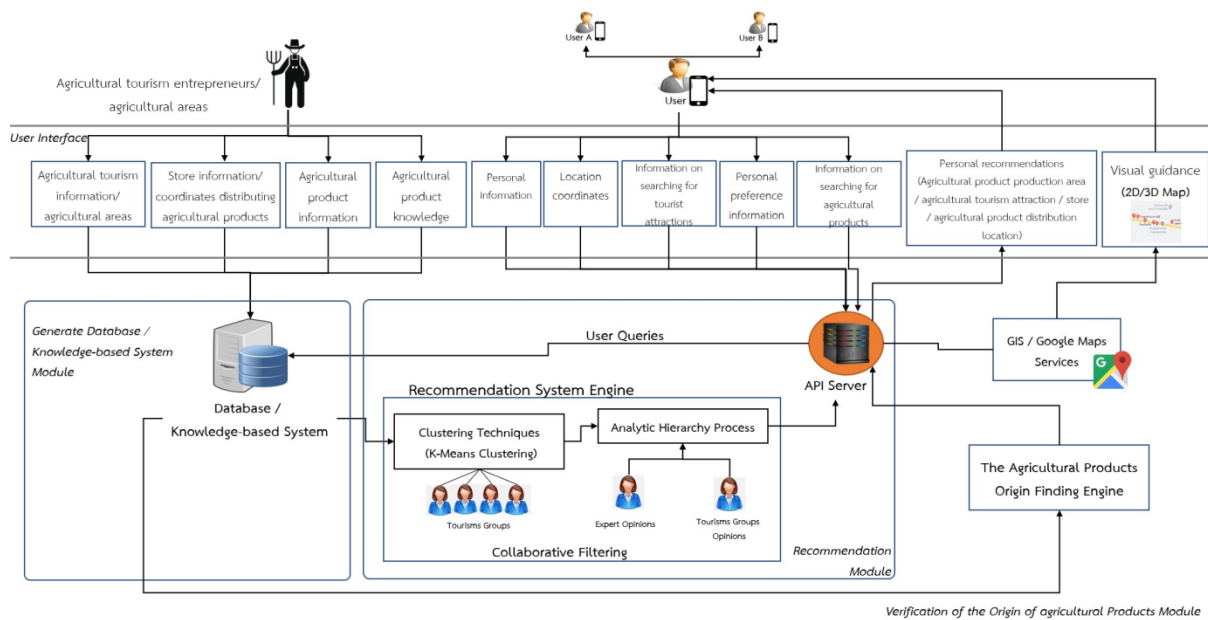 User A
User B
Agricultural tourism entrepreneurs/
agricultural areas
User
User Interface
Agricultural tourism
information/
agricultural areas
Store information/
coordinates distributing
agricultural products
Agricultural
product
information
Agricultural
product
knowledge
Personal
information
Location
coordinates
Information on
searching for
tourist
attractions
Personal
preference
information
Information on
searching for
agricultural
products
Personal recommendations
(Agricultural product production area
/ agricultural tourism attraction / store
/ agricultural product distribution
location)
Visual guidance
(2D/3D Map)
Generate Database /
Knowledge-based System
Module
Database /
Knowledge-based System
User Queries
API Server
GIS / Google Maps
Services
Recommendation System Engine
Clustering Techniques
(K-Means Clustering)
Analytic Hierarchy Process
Tourisms Groups
Expert Opinions
Tourisms Groups
Opinions
Collaborative Filtering
Recommendation
Module
The Agricultural Products
Origin Finding Engine
Verification of the Origin of agricultural Products Module